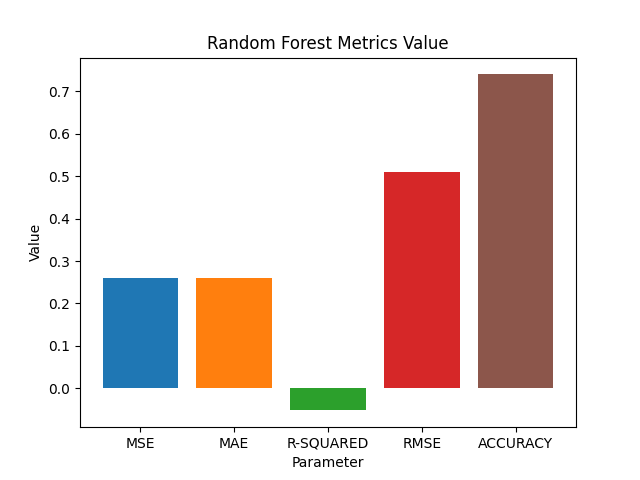 Random Forest Metrics Value
Value
0.7
0.6
0.5
0.4
0.3
0.2
0.1
0.0
MSE MAE R-SQUARED RMSE ACCURACY
Parameter